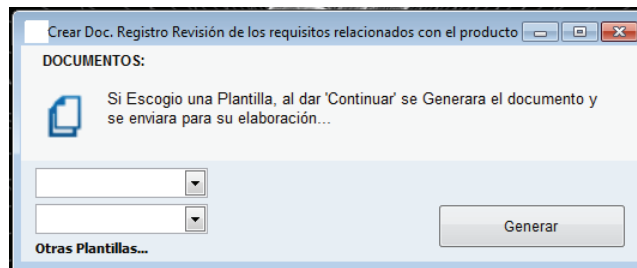 Crear Doc. Registro Revisión de los requisitos relacionados con el producto
DOCUMENTOS:
Si Escogio una Plantilla, al dar 'Continuar' se Generara el documento y
se enviara para su elaboración...
Generar
Otras Plantillas...